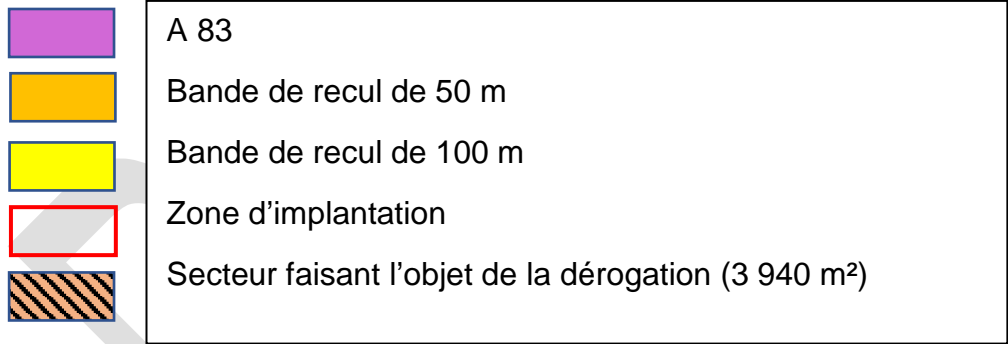 A 83
Bande de recul de 50 m
Bande de recul de 100 m
Zone d’implantation
Secteur faisant l’objet de la dérogation (3 940 m²)